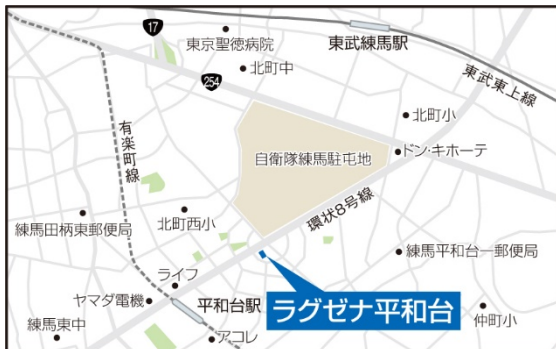 17
東京聖徳病院
東武練馬駅
北町中
254
東武東上線
北町小
有楽町線
自衛隊練馬駐屯地
ドン・キホーテ
環状8号線
北町西小
練馬田柄東郵便局
練馬平和台一郵便局
ライフ
ヤマダ電機
平和台駅
ラグゼナ平和台
仲町小
練馬東中
アコレ